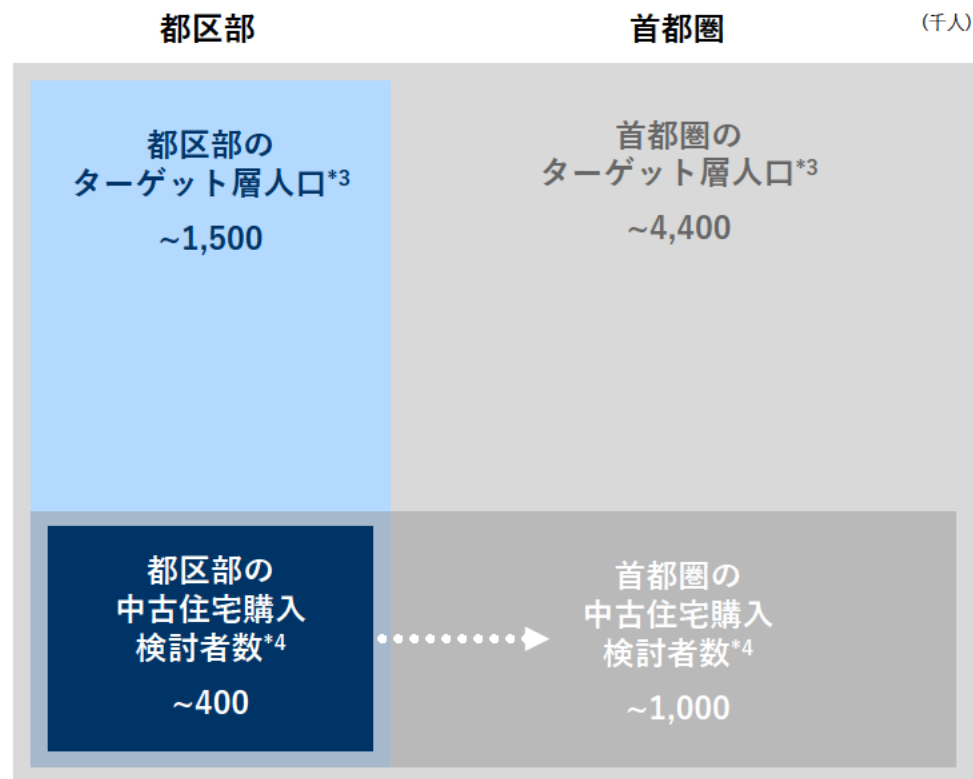 都区部
首都圏
(千人)
都区部の
ターゲット層人口*3
~1,500
首都圏の
ターゲット層人口*3
~4,400
都区部の
中古住宅購入
検討者数*4
~400
首都圏の
中古住宅購入
検討者数*4
~1,000